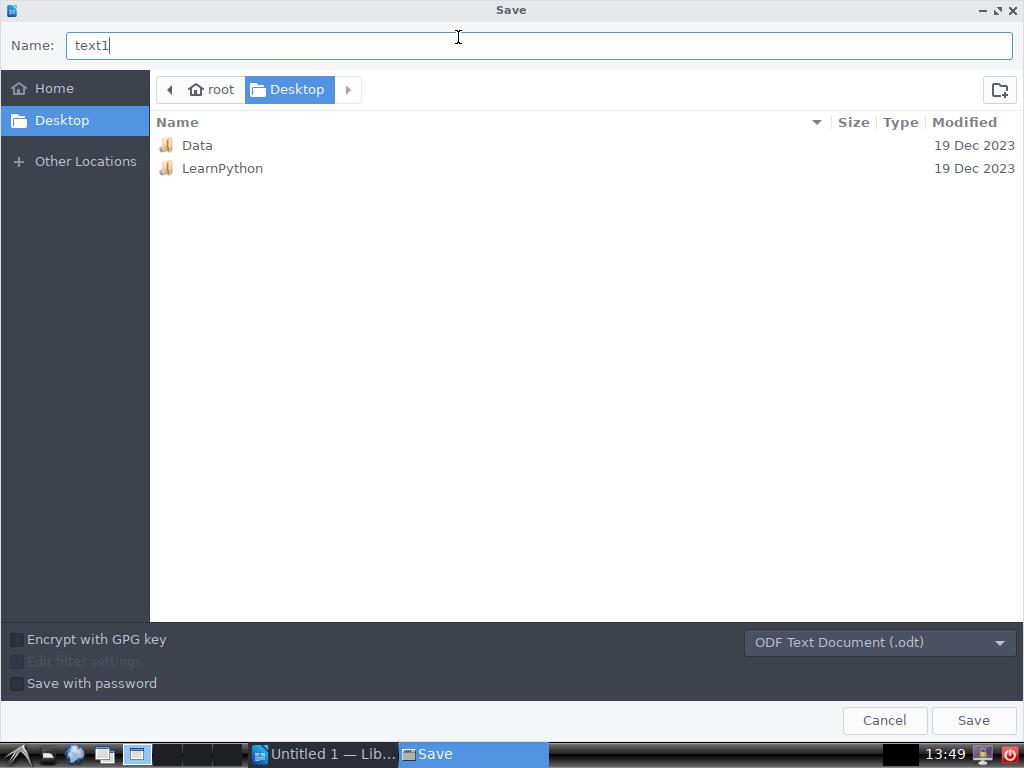 Save
Name: text1
Home
Desktop
Other Locations
root Desktop
Name Size Type Modified
Data 19 Dec 2023
LearnPython 19 Dec 2023
Encrypt with GPG key
Edit filter settings
Save with password
ODF Text Document (.odt)
Cancel Save
Untitled 1 — Lib... Save 13:49